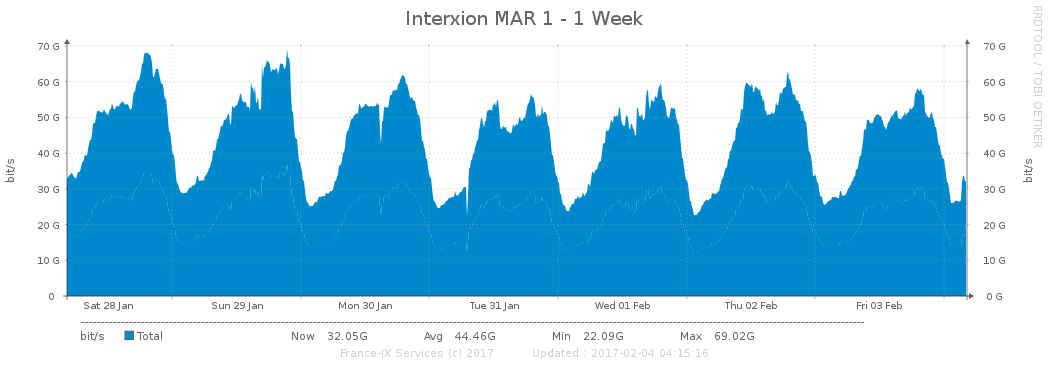 Interxion MAR 1 - 1 Week
RRDTOOL / TOBI OETIKER
70 G 70 G
60 G 60 G
50 G 50 G
40 G 40 G
30 G 30 G
20 G 20 G
10 G 10 G
0 0 G
bit/s
bit/s
Sat 28 Jan Sun 29 Jan Mon 30 Jan Tue 31 Jan Wed 01 Feb Thu 02 Feb Fri 03 Feb
bit/s Total Now 32.05G Avg 44.46G Min 22.09G Max 69.02G
France-IX Services (c) 2017 Updated : 2017-02-04 04:15:16